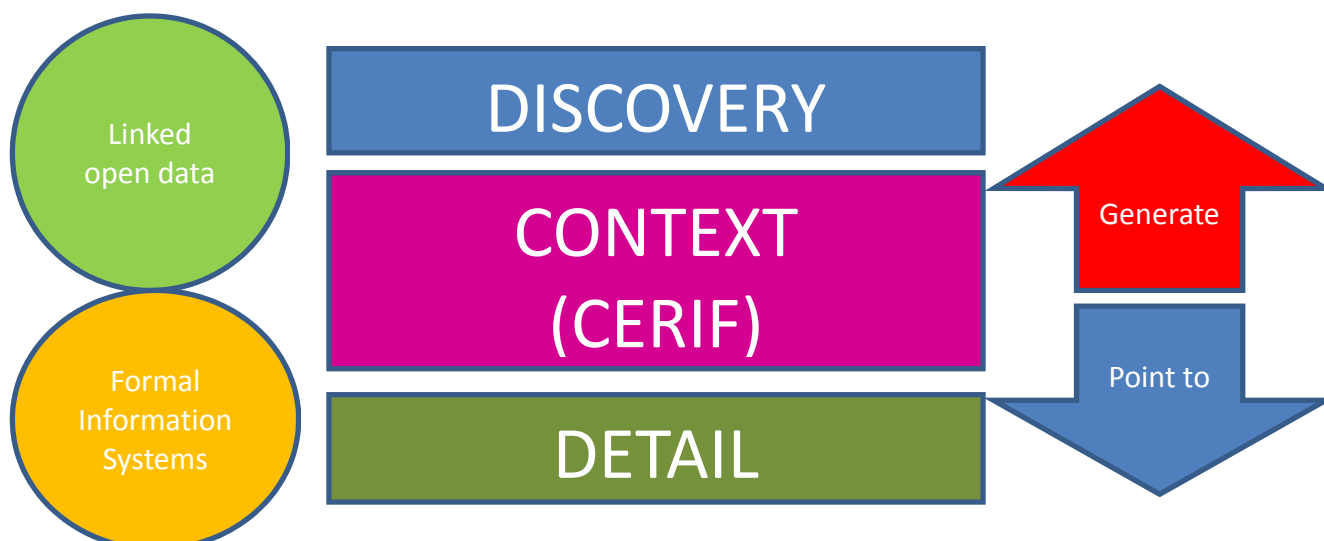 Linked
open data
DISCOVERY
CONTEXT
(CERIF)
Generate
Formal
Information
Systems
DETAIL
Point to